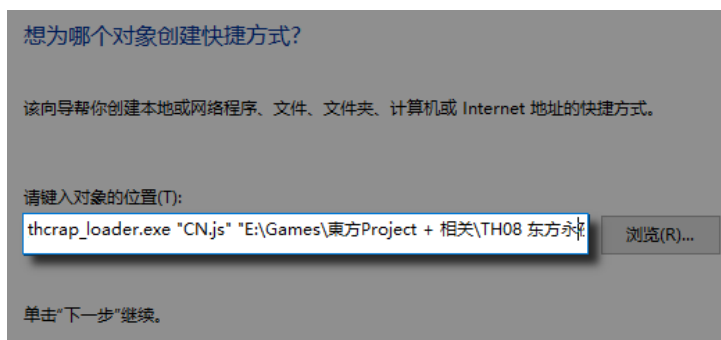 想为哪个对象创建快捷方式?
该向导帮你创建本地或网络程序、文件、文件夹、计算机或 Internet 地址的快捷方式。
请键入对象的位置(T):
thcrap_loader.exe "CN.js" "E:\Games\東方Project + 相关\TH08 东方永
浏览(R)...
单击“下一步”继续。